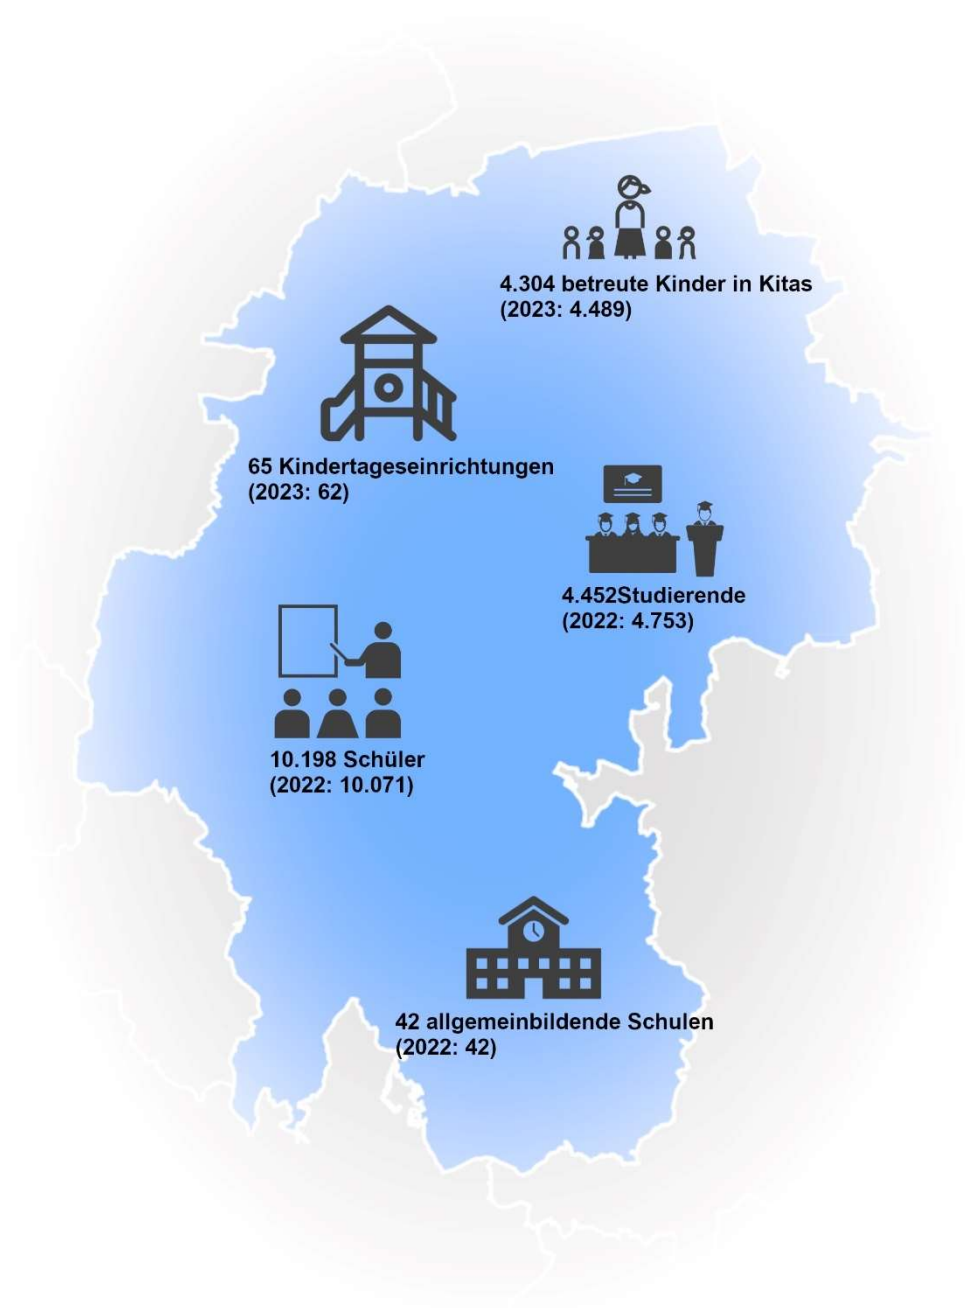 4.304 betreute Kinder in Kitas
(2023: 4.489)
65 Kindertageseinrichtungen
(2023: 62)
4.452Studierende
(2022: 4.753)
10.198 Schüler
(2022: 10.071)
42 allgemeinbildende Schulen
(2022: 42)